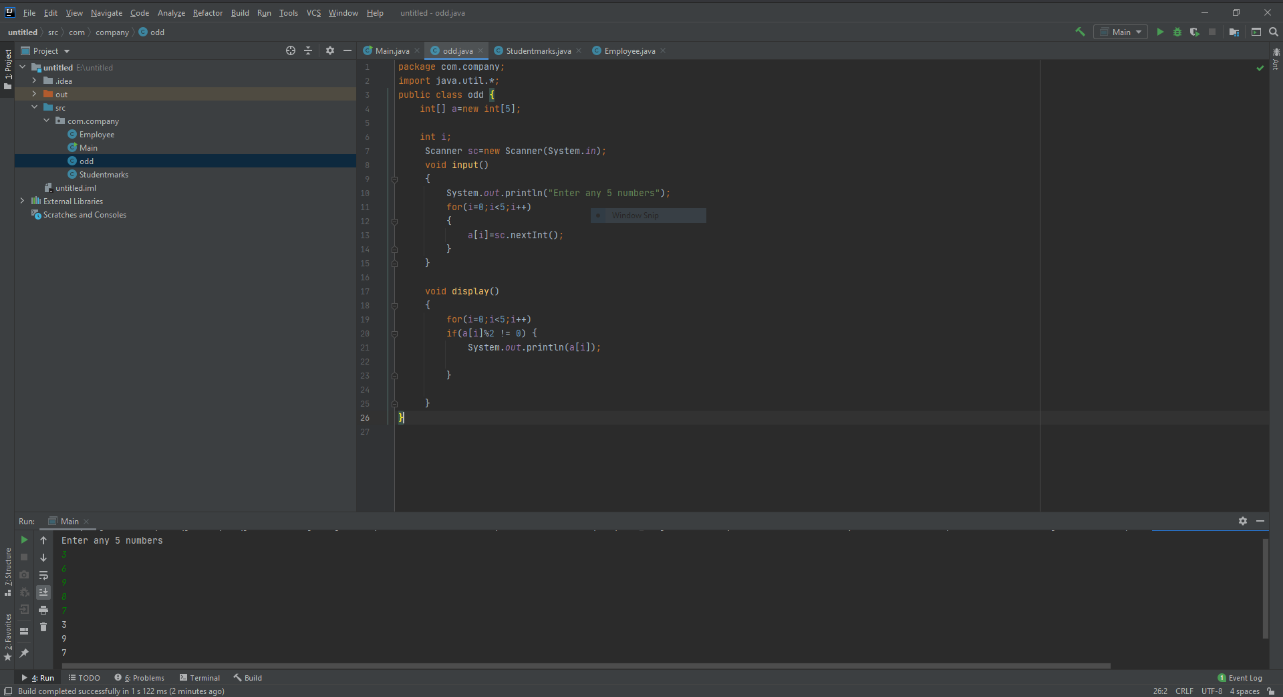 File Edit View Navigate Code Analyze Refactor Build Run Tools VCS Window Help untitled - odd.java
untitled src com company odd Main
1: Project
Project
Main.java odd.java Studentmarks.java Employee.java
Ant
untitled E:\untitled
.idea
out
src
com.company
Employee
Main
odd
Studentmarks
untitled.iml
External Libraries
Scratches and Consoles
1 package com.company;
2 import java.util.*;
3 public class odd {
4 int[] a=new int[5];
5
6 int i;
7 Scanner sc=new Scanner(System.in);
8 void input()
9 {
10 System.out.println("Enter any 5 numbers");
11 for(i=0;i<5;i++)
Window Snip
12 {
13 a[i]=sc.nextInt();
14 }
15 }
16
17 void display()
18 {
19 for(i=0;i<5;i++)
20 if(a[i]%2 != 0) {
21 System.out.println(a[i]);
22
23 }
24
25 }
26 }
27
Run: Main
Enter any 5 numbers
3
6
9
8
7
3
9
7
2: Structure
2: Favorites
4: Run TODO 6: Problems Terminal Build 1 Event Log
Build completed successfully in 1 s 122 ms (2 minutes ago) 26:2 CRLF UTF-8 4 spaces